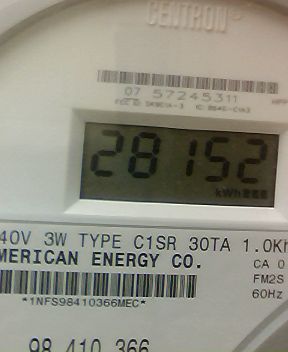 CENTRON®
07 57245311
28152
kWh
40V 3W TYPE C1SR 30TA 1.0Kh
MERICAN ENERGY CO.
CA 0
FM2S
*1NFS98410366MEC*
60Hz
98 410 366